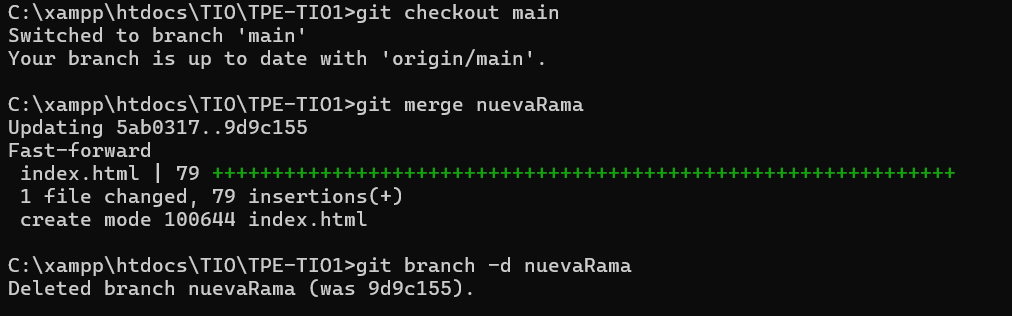 C:\xampp\htdocs\TIO\TPE-TIO1>git checkout main
Switched to branch 'main'
Your branch is up to date with 'origin/main'.
C:\xampp\htdocs\TIO\TPE-TIO1>git merge nuevaRama
Updating 5ab0317..9d9c155
Fast-forward
 index.html | 79 ++++++++++++++++++++++++++++++++++++++++++++++++++++++++++++++
 1 file changed, 79 insertions(+)
 create mode 100644 index.html
C:\xampp\htdocs\TIO\TPE-TIO1>git branch -d nuevaRama
Deleted branch nuevaRama (was 9d9c155).